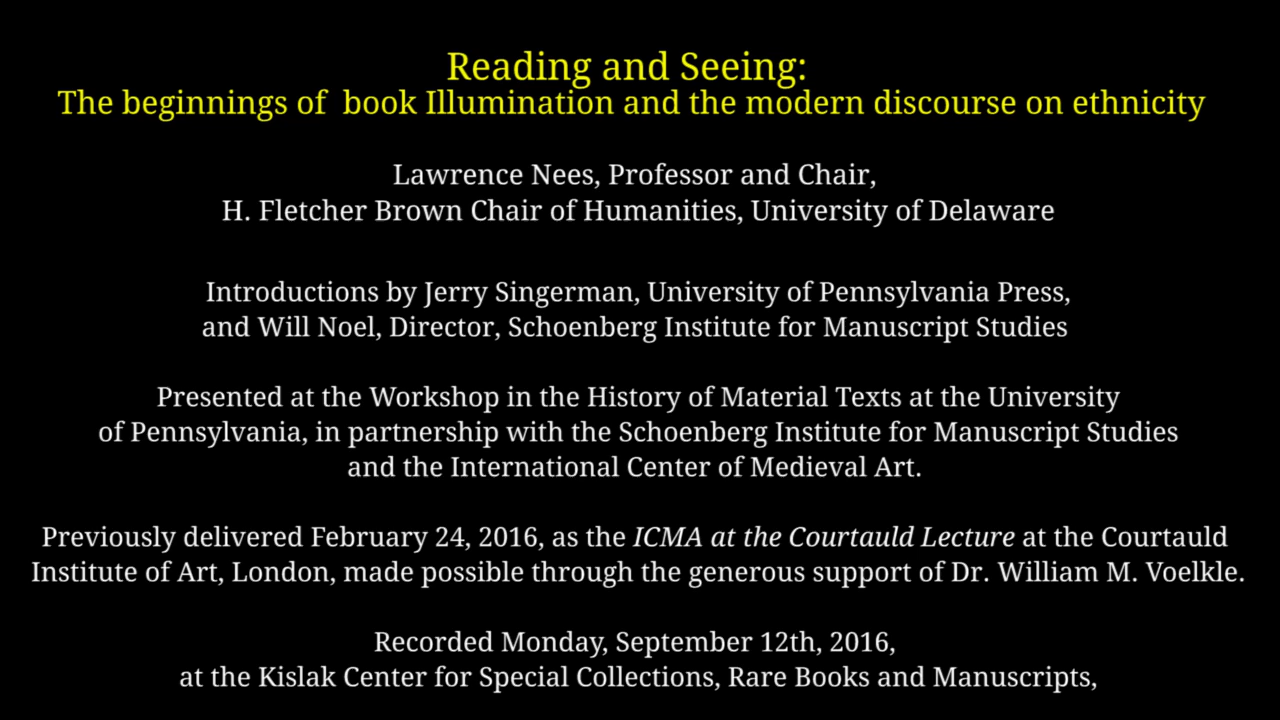 Reading and Seeing:
The beginnings of book Illumination and the modern discourse on ethnicity
Lawrence Nees, Professor and Chair,
H. Fletcher Brown Chair of Humanities, University of Delaware
Introductions by Jerry Singerman, University of Pennsylvania Press,
and Will Noel, Director, Schoenberg Institute for Manuscript Studies
Presented at the Workshop in the History of Material Texts at the University
of Pennsylvania, in partnership with the Schoenberg Institute for Manuscript Studies
and the International Center of Medieval Art.
Previously delivered February 24, 2016, as the ICMA at the Courtauld Lecture at the Courtauld
Institute of Art, London, made possible through the generous support of Dr. William M. Voelkle.
Recorded Monday, September 12th, 2016,
at the Kislak Center for Special Collections, Rare Books and Manuscripts,